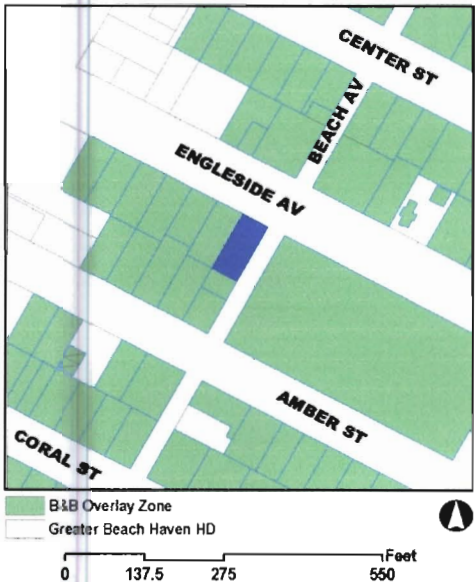 CENTER ST
BEACH AV
ENGLESIDE AV
AMBER ST
CORAL ST
B&B Overlay Zone
Greater Beach Haven HD
Feet
0 137.5 275 550